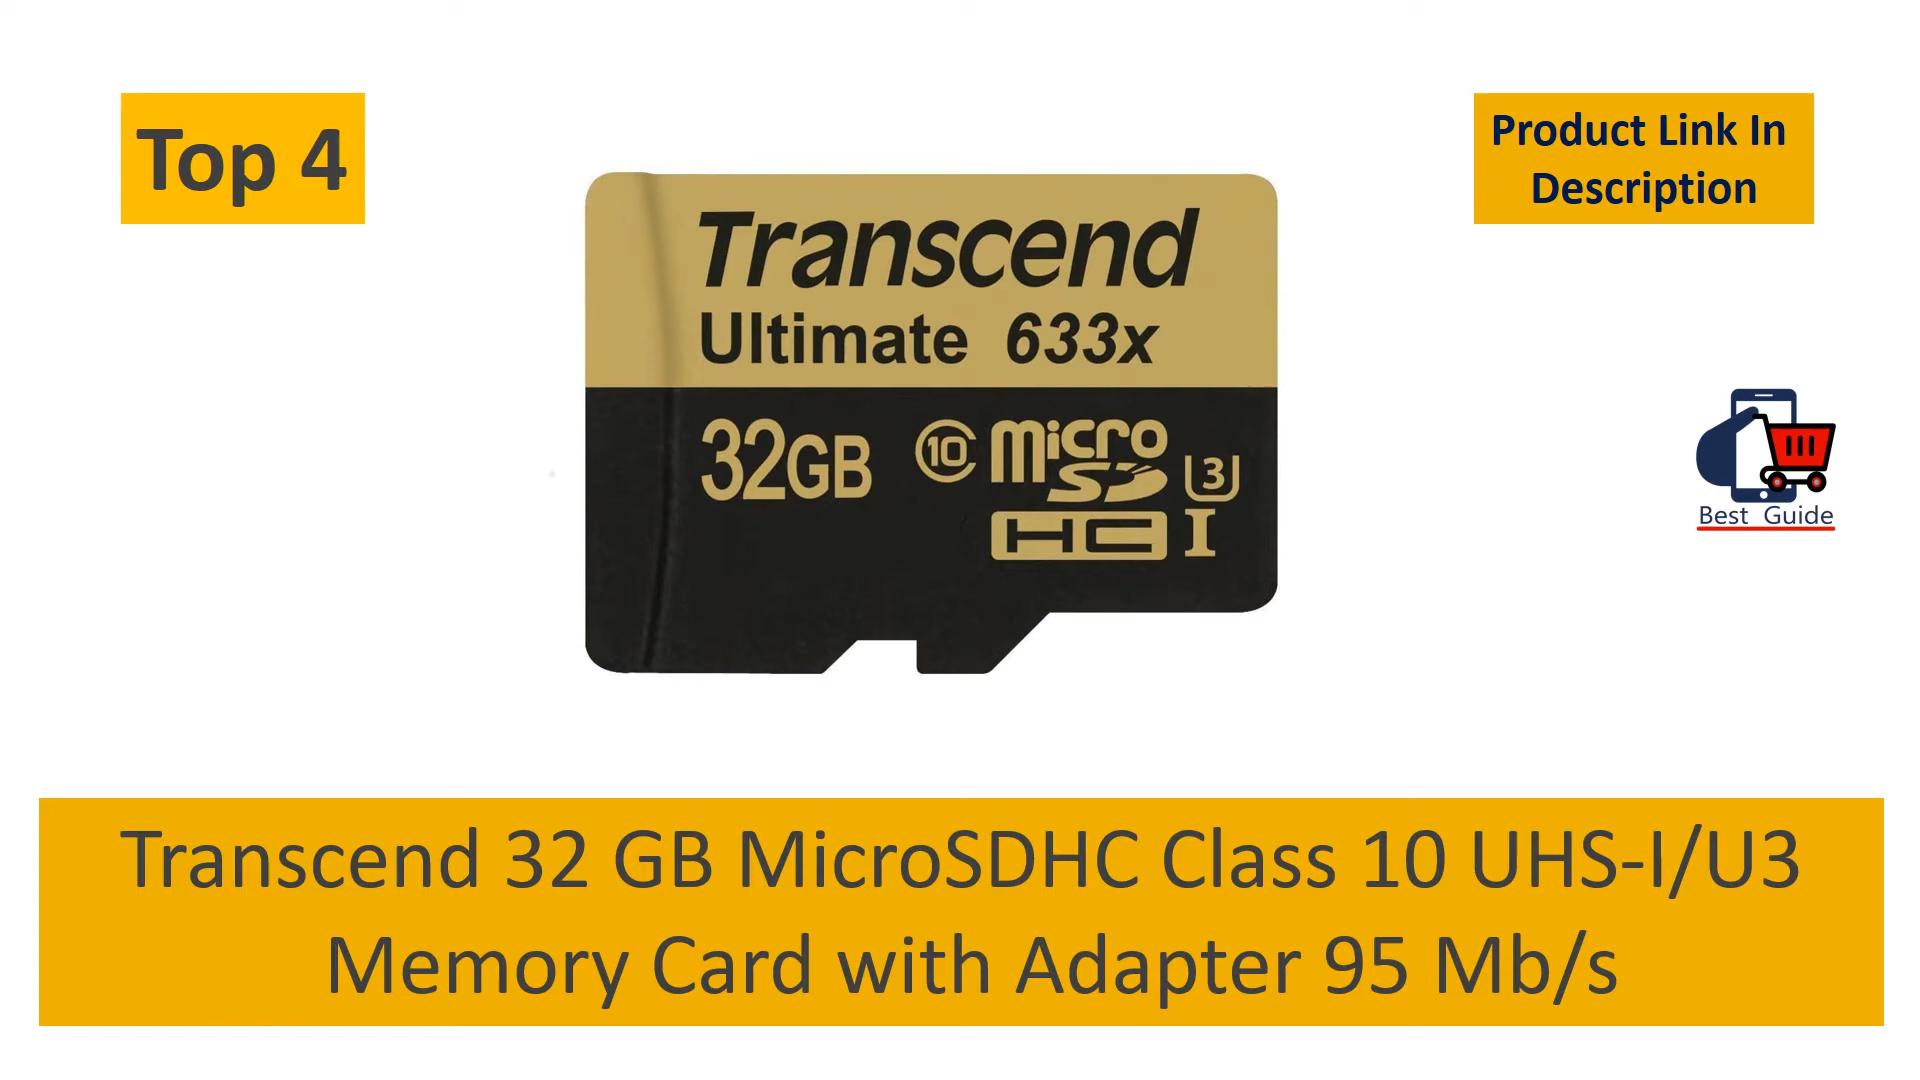 Top 4
Product Link In
Description
Transcend
Ultimate 633x
32GB 10 micro
SD 3
HC I
Best Guide
Transcend 32 GB MicroSDHC Class 10 UHS-I/U3
Memory Card with Adapter 95 Mb/s